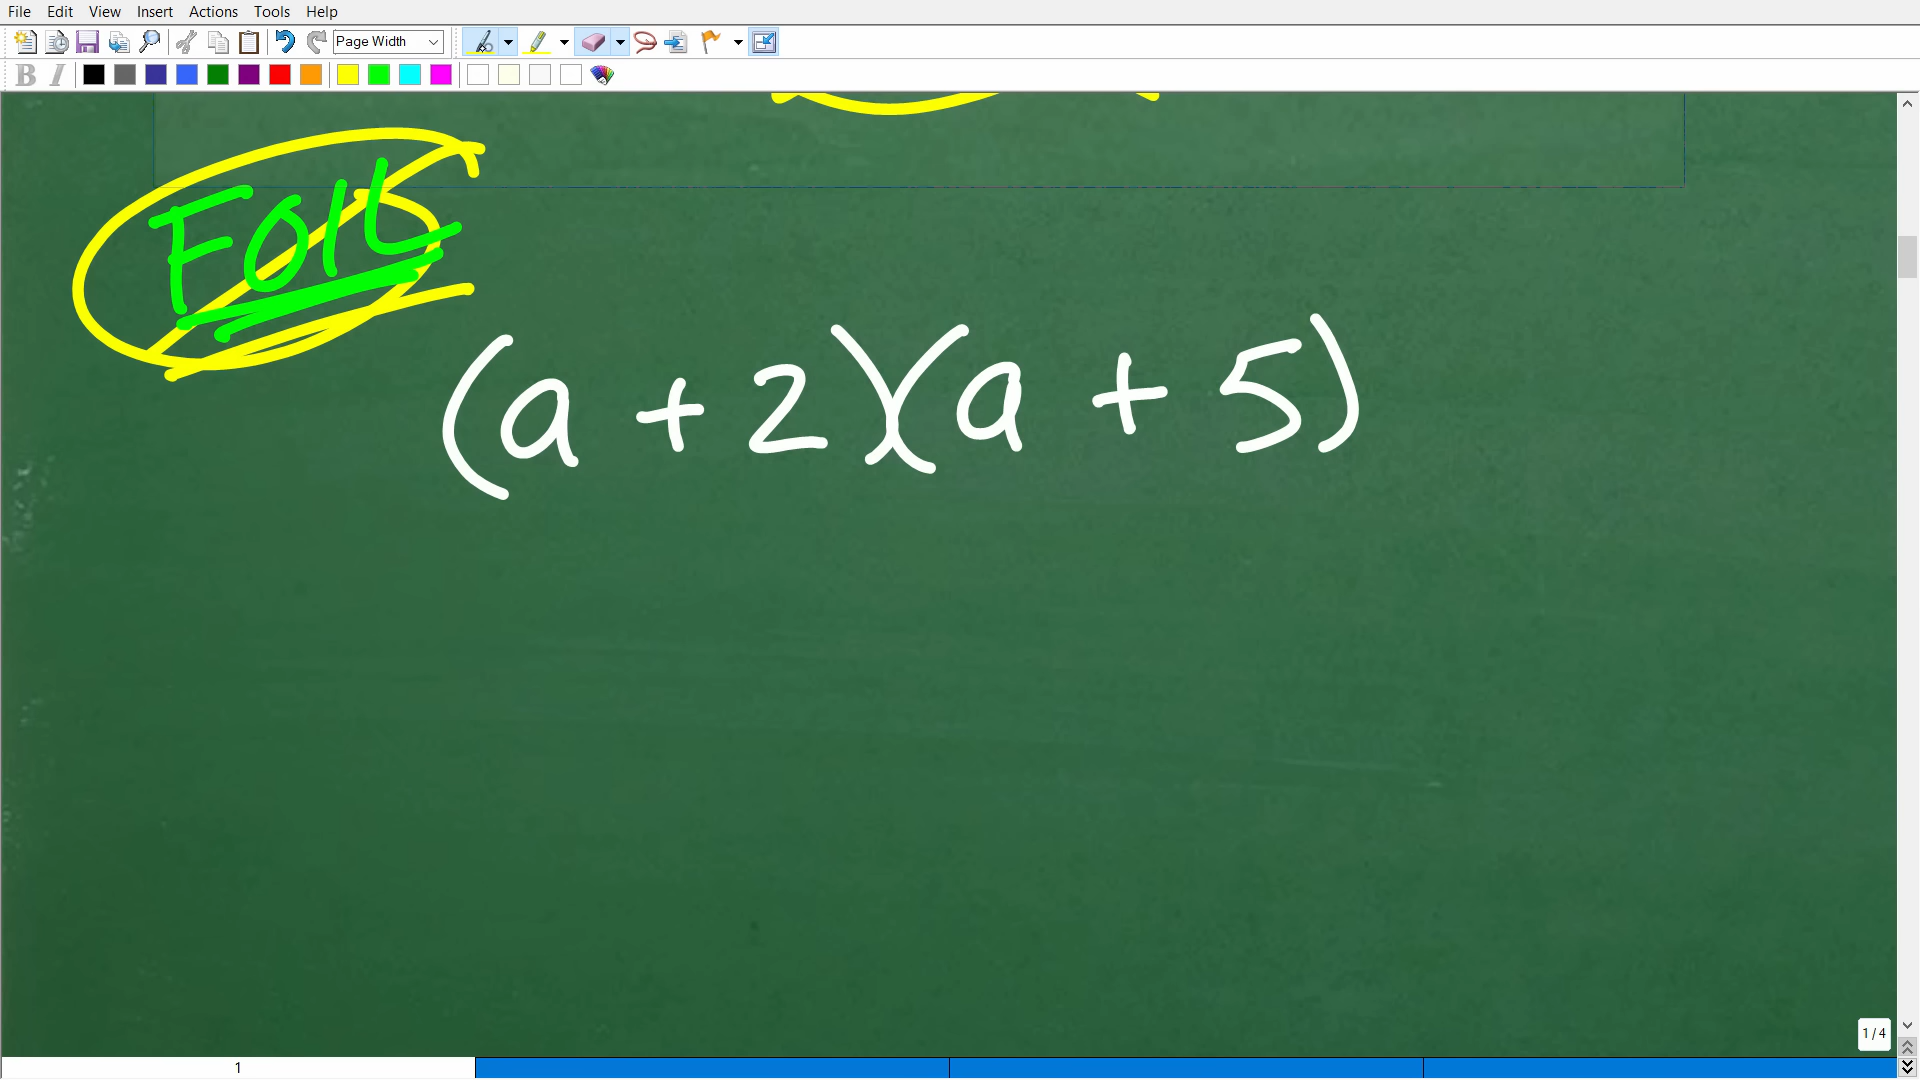 File Edit View Insert Actions Tools Help
Page Width
B I
FOIL
(a + 2)(a + 5)
1 / 4
1